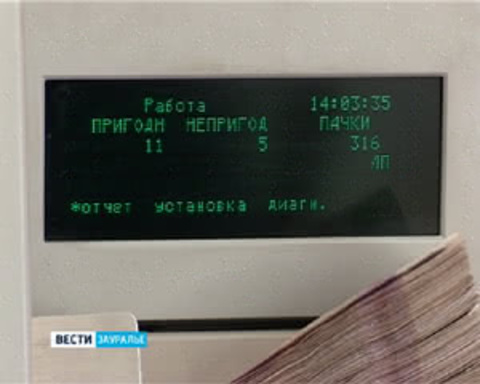 Работа 14:03:35
ПРИГОДН НЕПРИГОД ПАЧКИ
11 5 316
ЛП
*отчет установка диагн.
ВЕСТИ ЗАУРАЛЬЕ